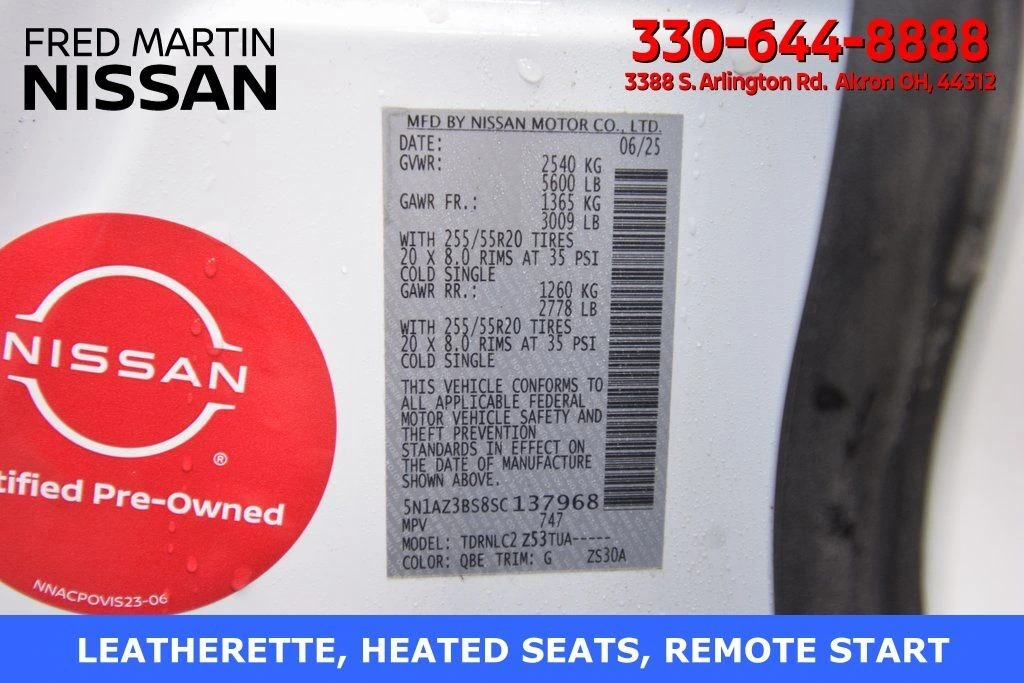 FRED MARTIN
NISSAN
330-644-8888
3388 S. Arlington Rd. Akron OH, 44312
MFD BY NISSAN MOTOR CO., LTD.
DATE: 06/25
GVWR: 2540 KG
5600 LB
GAWR FR.: 1365 KG
3009 LB
WITH 255/55R20 TIRES
20 X 8.0 RIMS AT 35 PSI
COLD SINGLE
GAWR RR.: 1260 KG
2778 LB
WITH 255/55R20 TIRES
20 X 8.0 RIMS AT 35 PSI
COLD SINGLE
THIS VEHICLE CONFORMS TO
ALL APPLICABLE FEDERAL
MOTOR VEHICLE SAFETY AND
THEFT PREVENTION
STANDARDS IN EFFECT ON
THE DATE OF MANUFACTURE
SHOWN ABOVE.
5N1AZ3BS8SC137968
MPV 747
MODEL: TDRNLC2 Z53TUA-----
COLOR: QBE TRIM: G ZS30A
NISSAN
®
tified Pre-Owned
NNACPOVIS23-06
LEATHERETTE, HEATED SEATS, REMOTE START